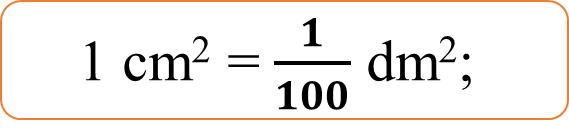 1 cm² = 1/100 dm²;